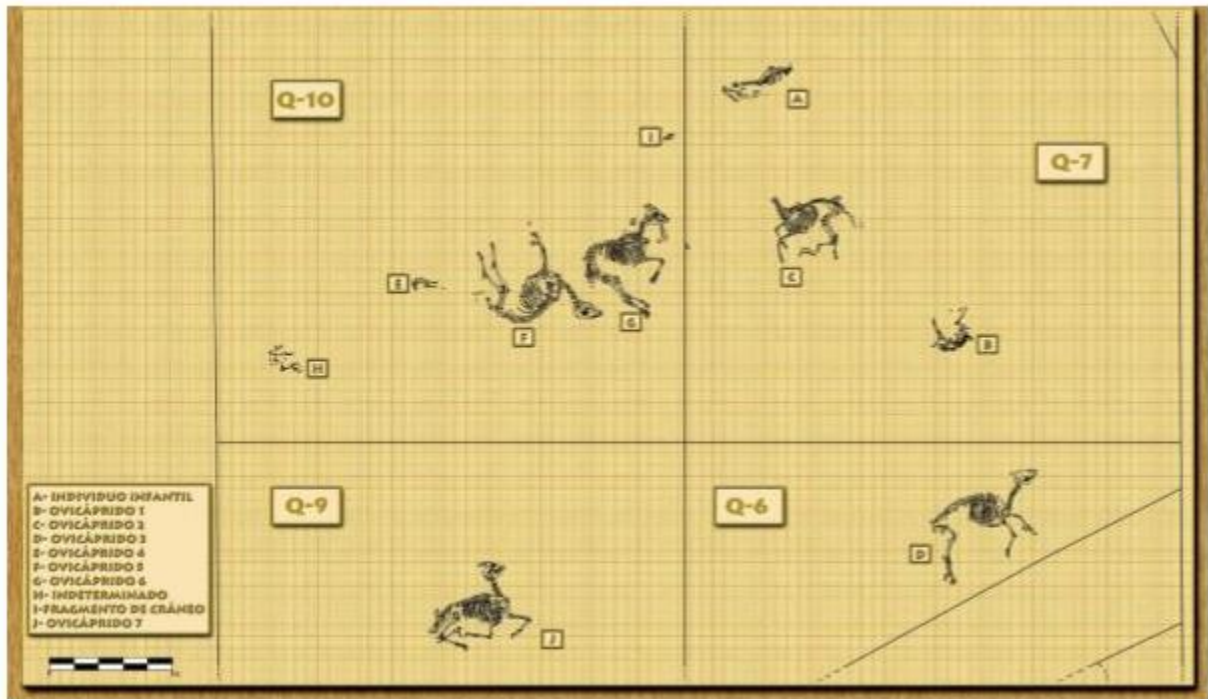 Q-10
A
I
Q-7
C
E
G
F
B
H
Q-9
Q-6
D
J
A- INDIVIDUO INFANTIL
B- OVICÁPRIDO 1
C- OVICÁPRIDO 2
D- OVICÁPRIDO 3
E- OVICÁPRIDO 4
F- OVICÁPRIDO 5
G- OVICÁPRIDO 6
H- INDETERMINADO
I-FRAGMENTO DE CRÁNEO
J- OVICÁPRIDO 7